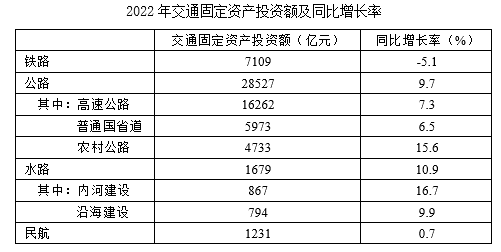 2022年交通固定资产投资额及同比增长率
交通固定资产投资额（亿元） 同比增长率（%）
铁路 7109 -5.1
公路 28527 9.7
其中：高速公路 16262 7.3
普通国省道 5973 6.5
农村公路 4733 15.6
水路 1679 10.9
其中：内河建设 867 16.7
沿海建设 794 9.9
民航 1231 0.7